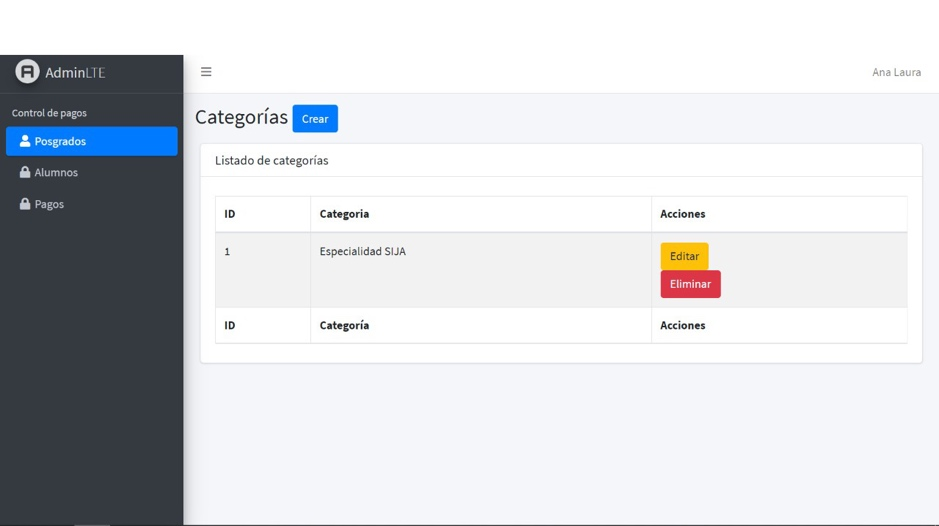 AdminLTE
Ana Laura
Control de pagos
Posgrados
Alumnos
Pagos
Categorías Crear
Listado de categorías
ID Categoria Acciones
1 Especialidad SIJA Editar
Eliminar
ID Categoría Acciones